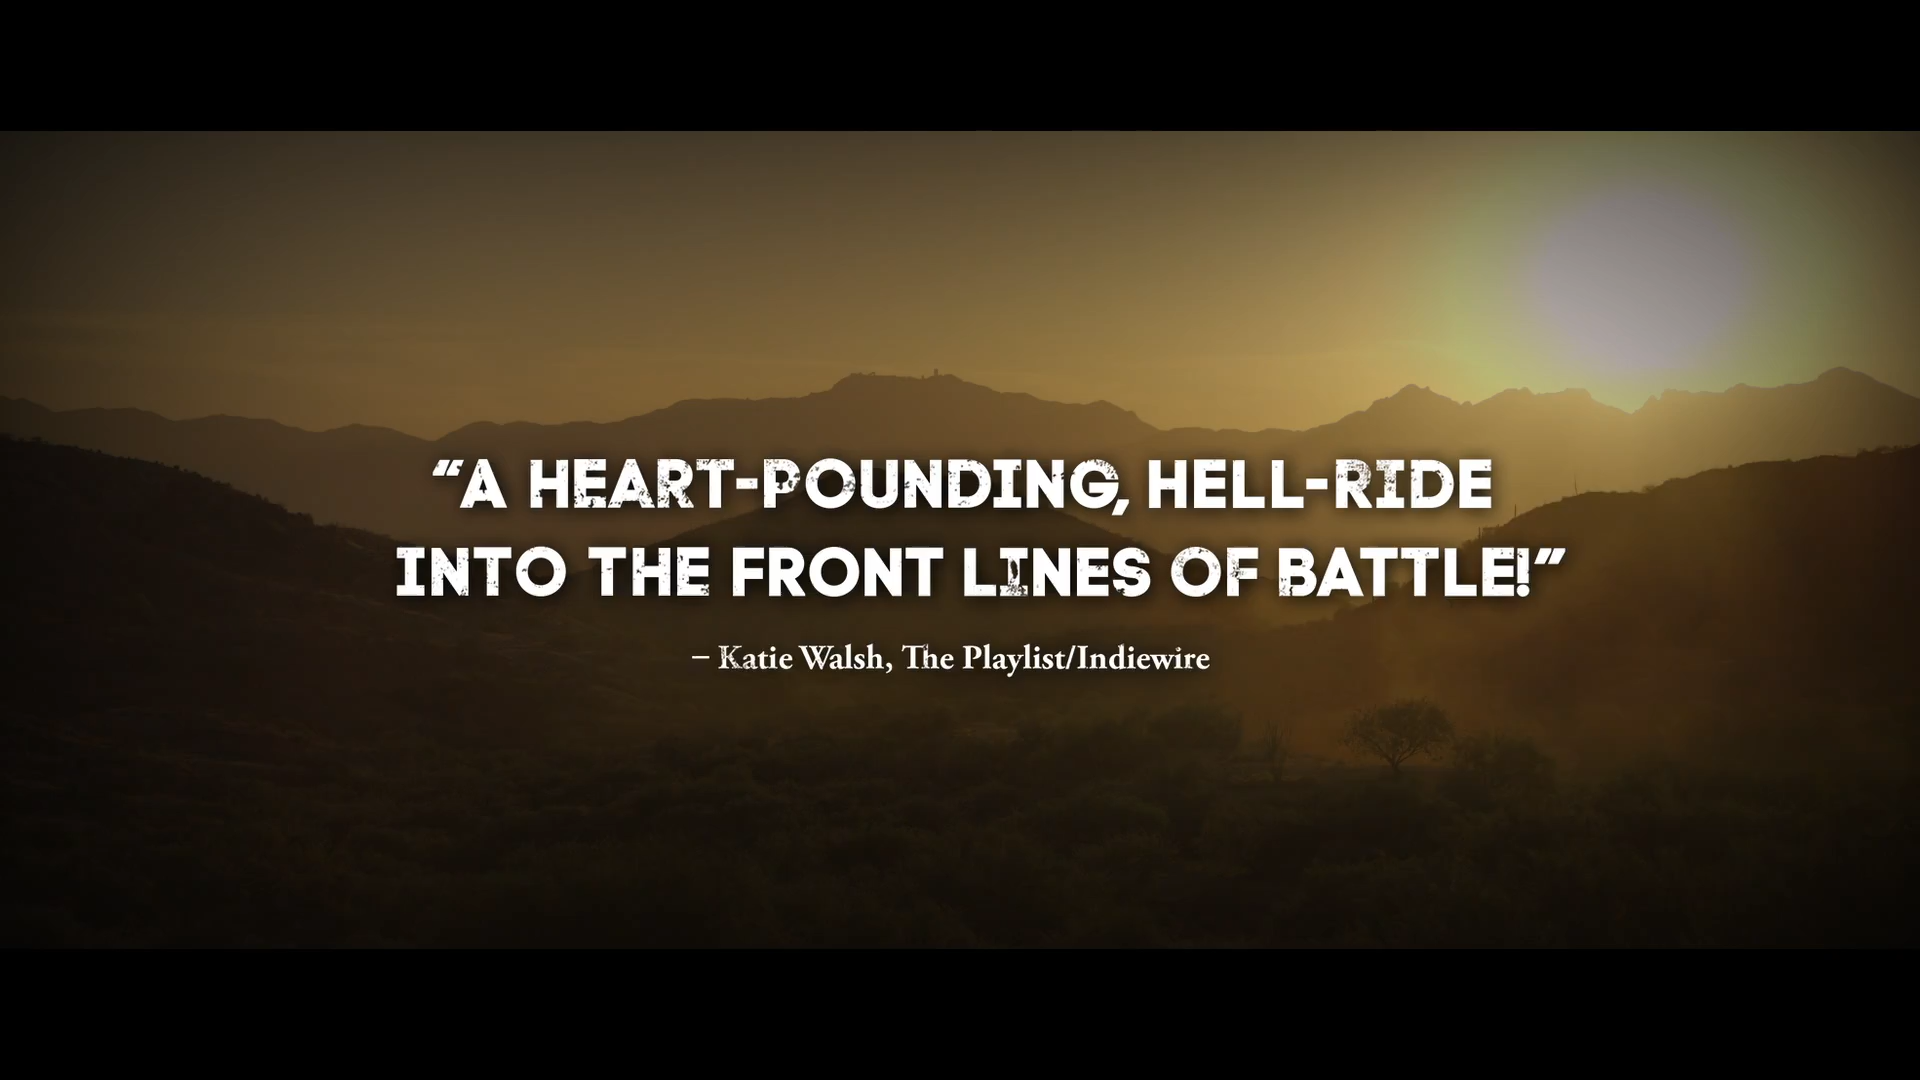 “A HEART-POUNDING, HELL-RIDE
INTO THE FRONT LINES OF BATTLE!”
– Katie Walsh, The Playlist/Indiewire